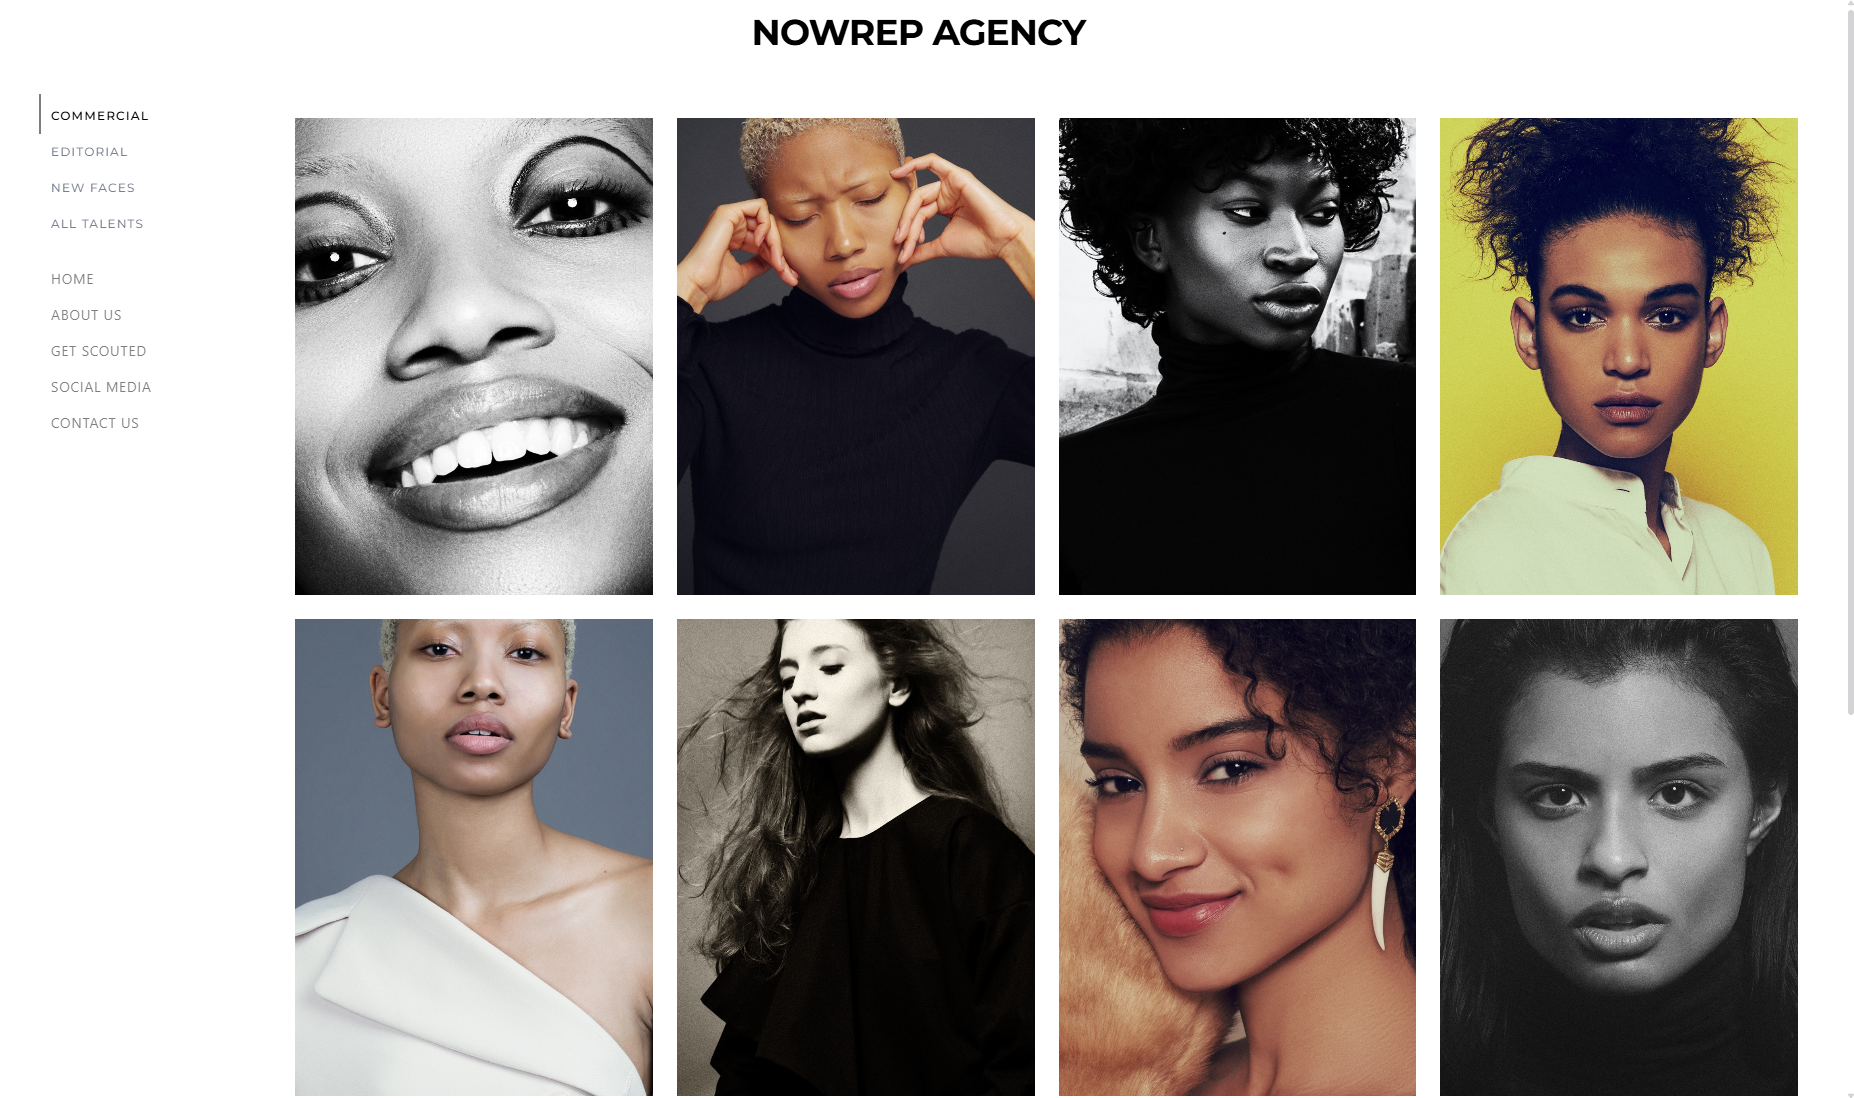 NOWREP AGENCY
COMMERCIAL
EDITORIAL
NEW FACES
ALL TALENTS
HOME
ABOUT US
GET SCOUTED
SOCIAL MEDIA
CONTACT US